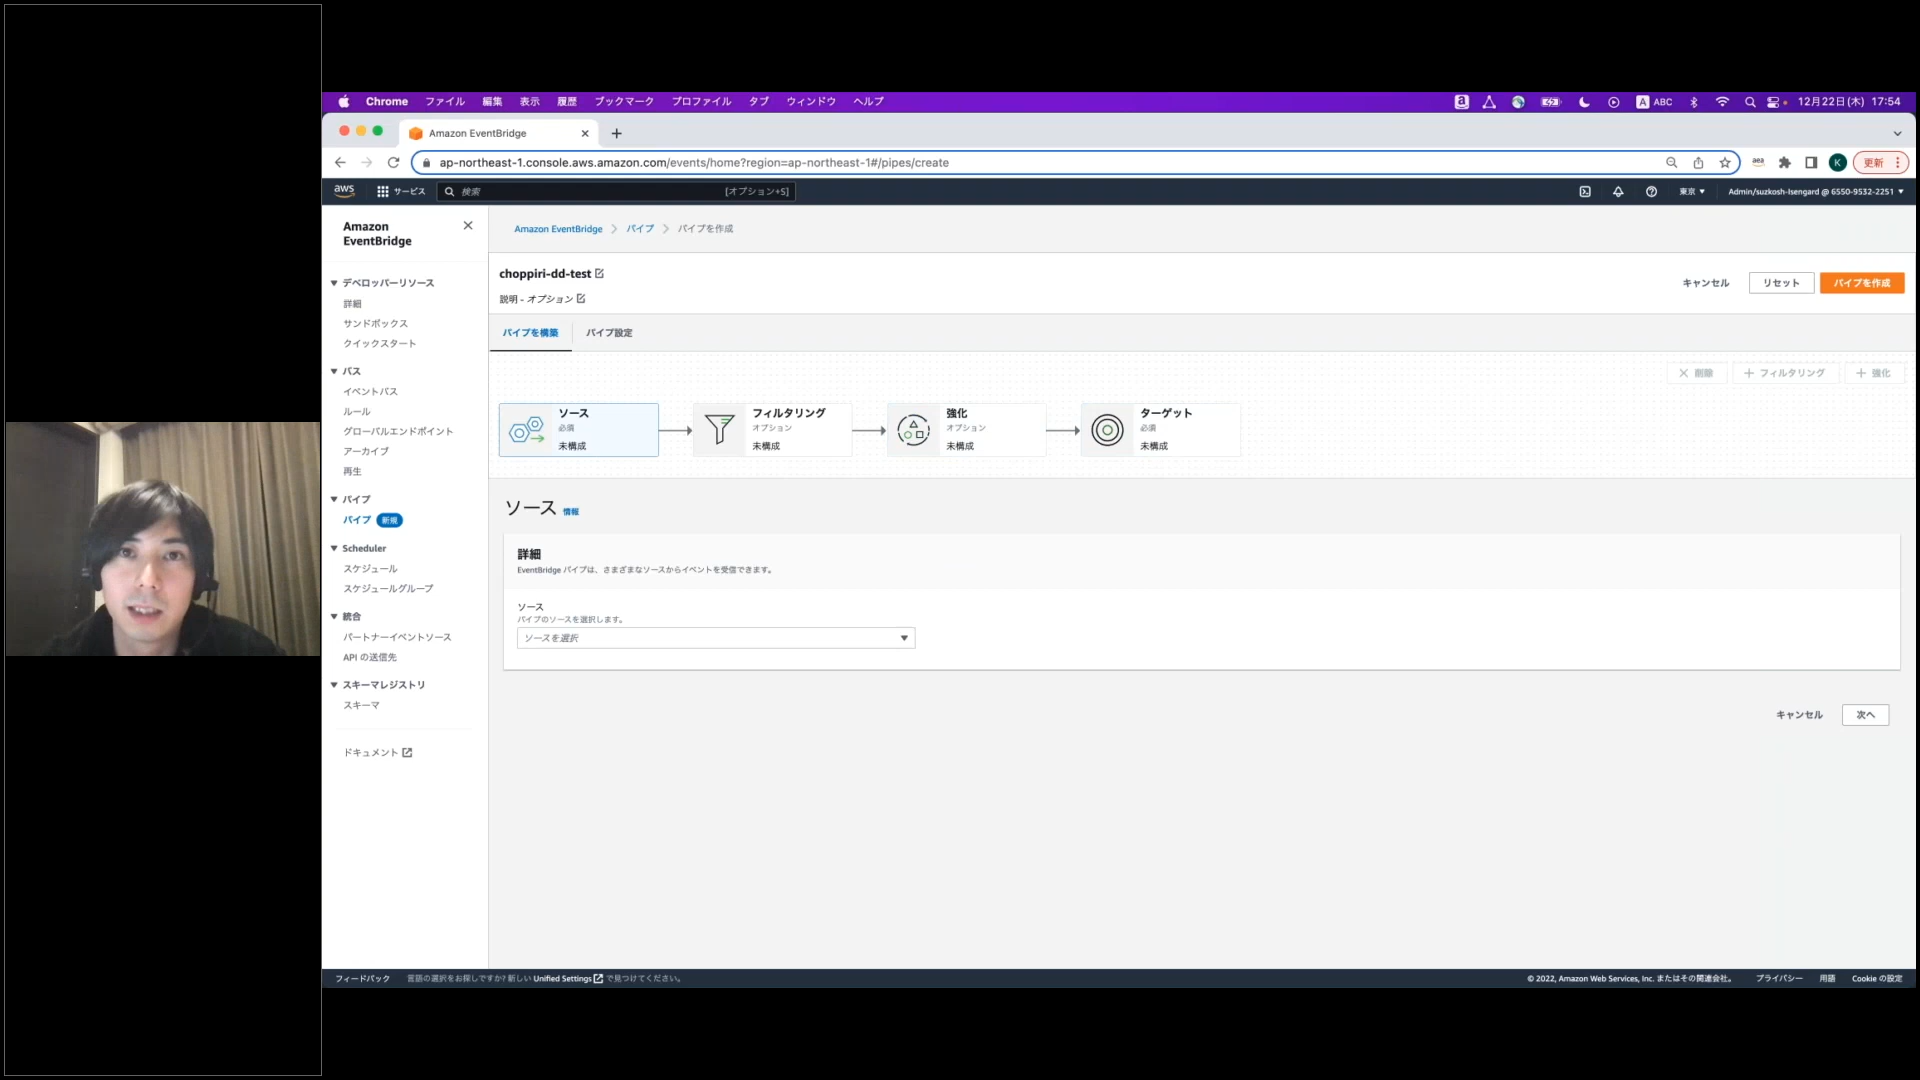 Chrome ファイル 編集 表示 履歴 ブックマーク プロファイル タブ ウィンドウ ヘルプ
A ABC 12月22日(木) 17:54
Amazon EventBridge
ap-northeast-1.console.aws.amazon.com/events/home?region=ap-northeast-1#/pipes/create
K 更新
aws サービス 検索 [オプション+S] 東京 Admin/suzkosh-Isengard @ 6550-9532-2251
Amazon
EventBridge
デベロッパーリソース
詳細
サンドボックス
クイックスタート
バス
イベントバス
ルール
グローバルエンドポイント
アーカイブ
再生
パイプ
パイプ 新規
Scheduler
スケジュール
スケジュールグループ
統合
パートナーイベントソース
API の送信先
スキーマレジストリ
スキーマ
ドキュメント
Amazon EventBridge パイプ パイプを作成
choppiri-dd-test
説明 - オプション
キャンセル リセット パイプを作成
パイプを構築 パイプ設定
削除 フィルタリング 強化
ソース
必須
未構成
フィルタリング
オプション
未構成
強化
オプション
未構成
ターゲット
必須
未構成
ソース 情報
詳細
EventBridge パイプは、さまざまなソースからイベントを受信できます。
ソース
パイプのソースを選択します。
ソースを選択
キャンセル 次へ
フィードバック 言語の選択をお探しですか? 新しい Unified Settings で見つけてください。
© 2022, Amazon Web Services, Inc. またはその関連会社。 プライバシー 用語 Cookie の設定